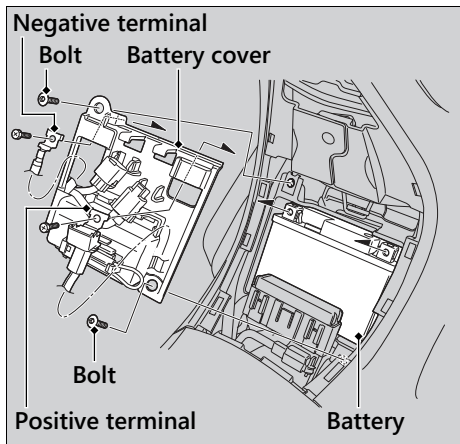 Negative terminal
Bolt
Battery cover
Bolt
Positive terminal
Battery